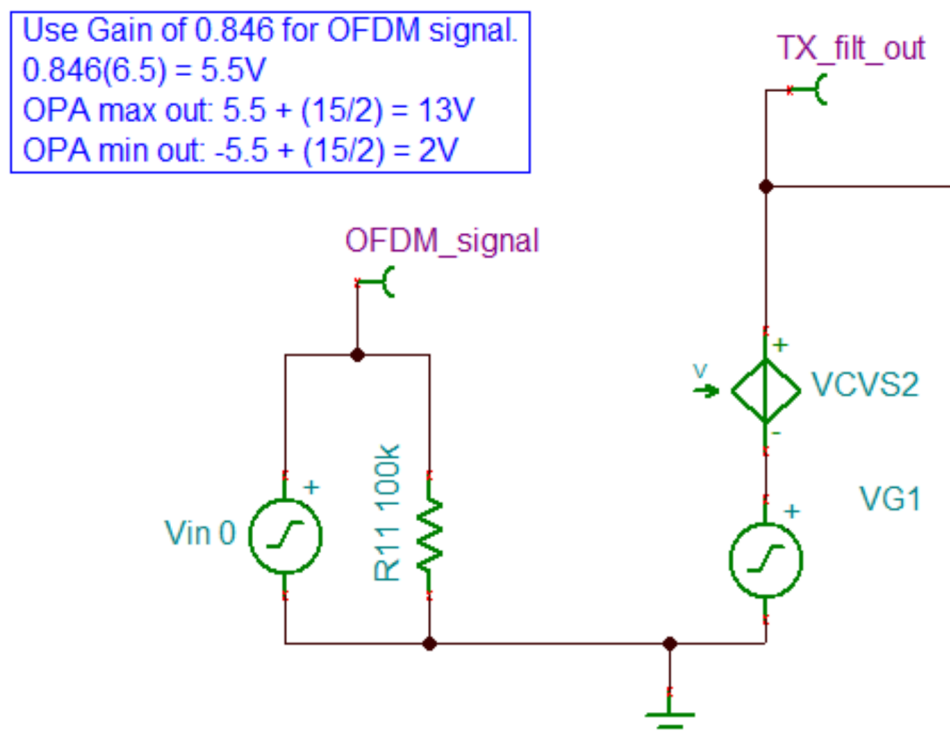 Use Gain of 0.846 for OFDM signal.
0.846(6.5) = 5.5V
OPA max out: 5.5 + (15/2) = 13V
OPA min out: -5.5 + (15/2) = 2V
TX_filt_out
OFDM_signal
+
V
VCVS2
-
+
Vin 0
R11 100k
+
VG1